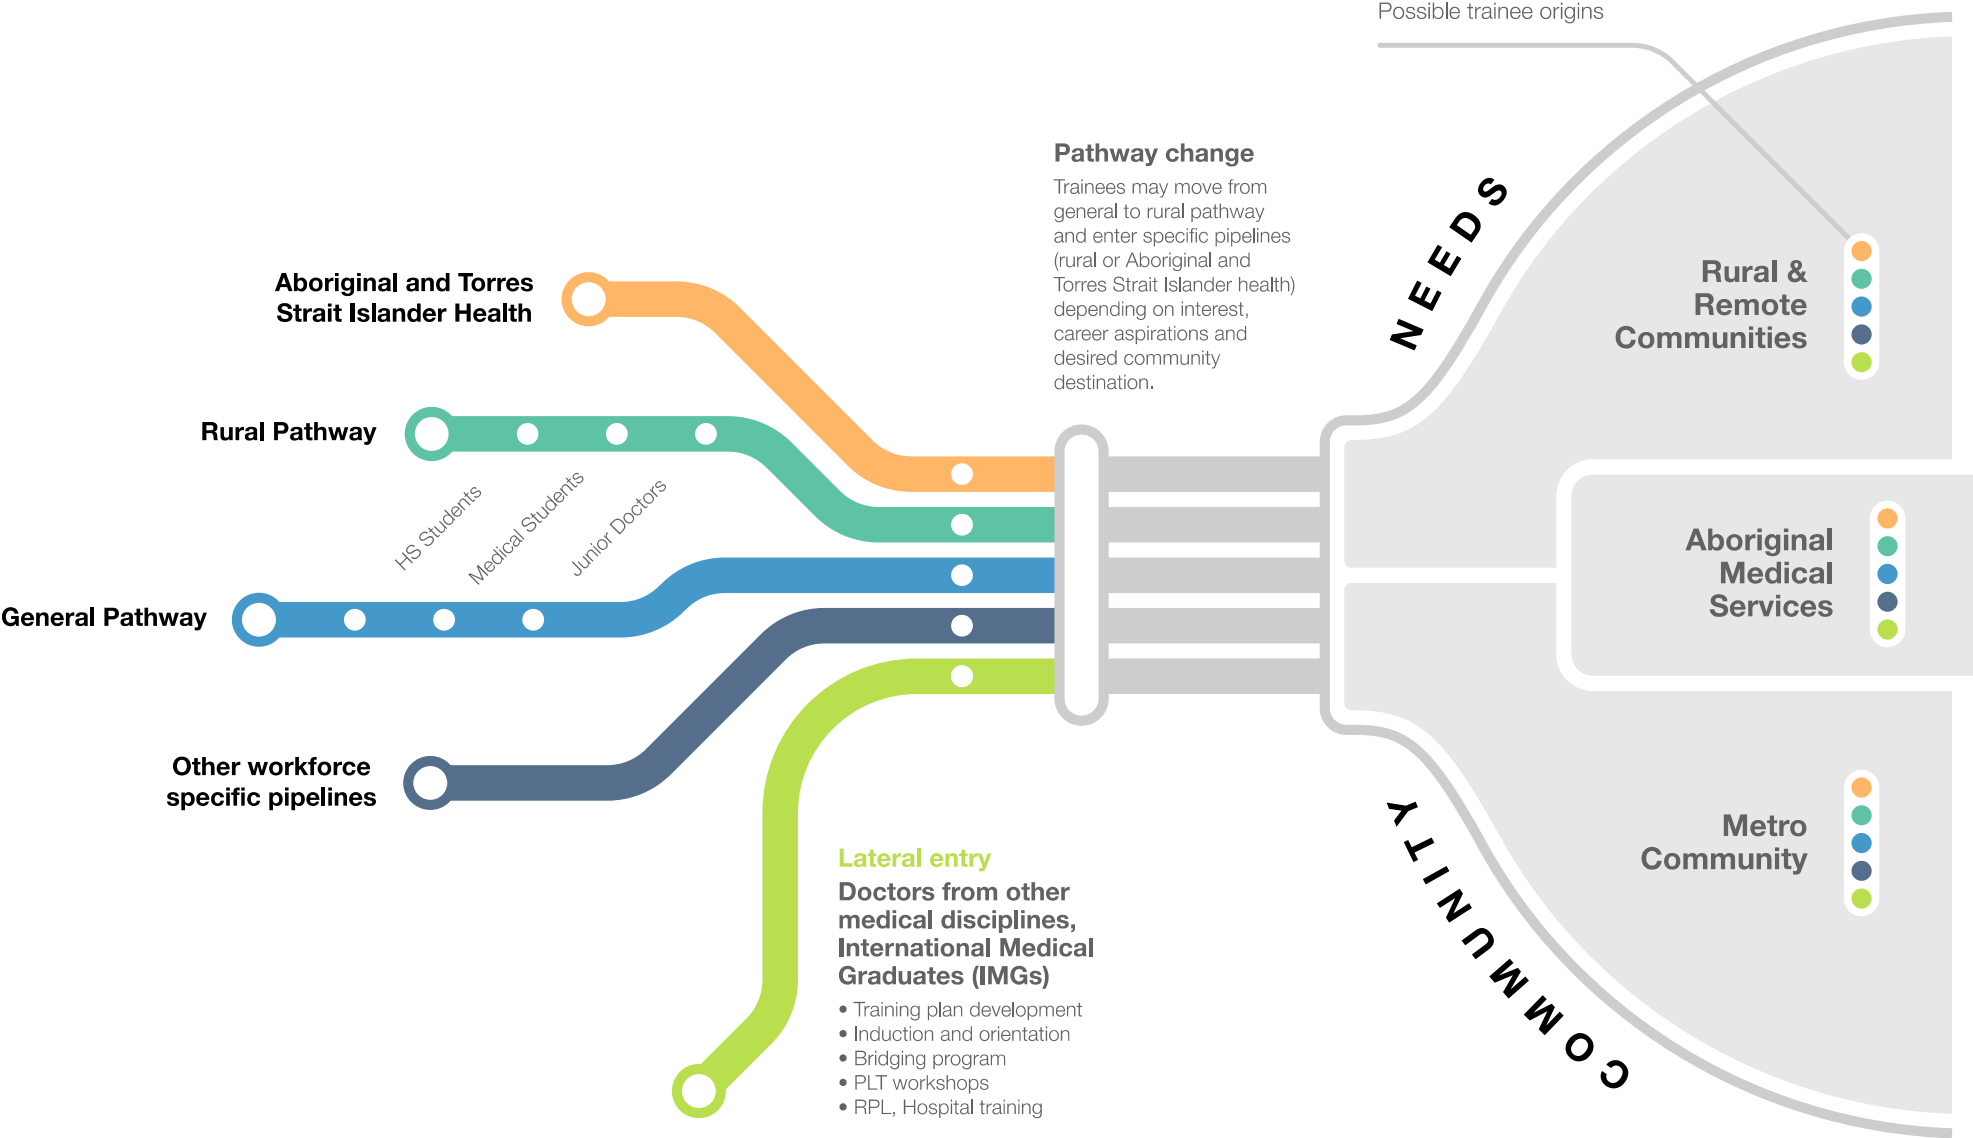 Possible trainee origins
Pathway change
Trainees may move from
general to rural pathway
and enter specific pipelines
(rural or Aboriginal and
Torres Strait Islander health)
depending on interest,
career aspirations and
desired community
destination.
NEEDS
Rural &
Remote
Communities
Aboriginal and Torres
Strait Islander Health
Rural Pathway
HS Students
Medical Students
Junior Doctors
General Pathway
Aboriginal
Medical
Services
Other workforce
specific pipelines
Metro
Community
COMMUNITY
Lateral entry
Doctors from other
medical disciplines,
International Medical
Graduates (IMGs)
• Training plan development
• Induction and orientation
• Bridging program
• PLT workshops
• RPL, Hospital training